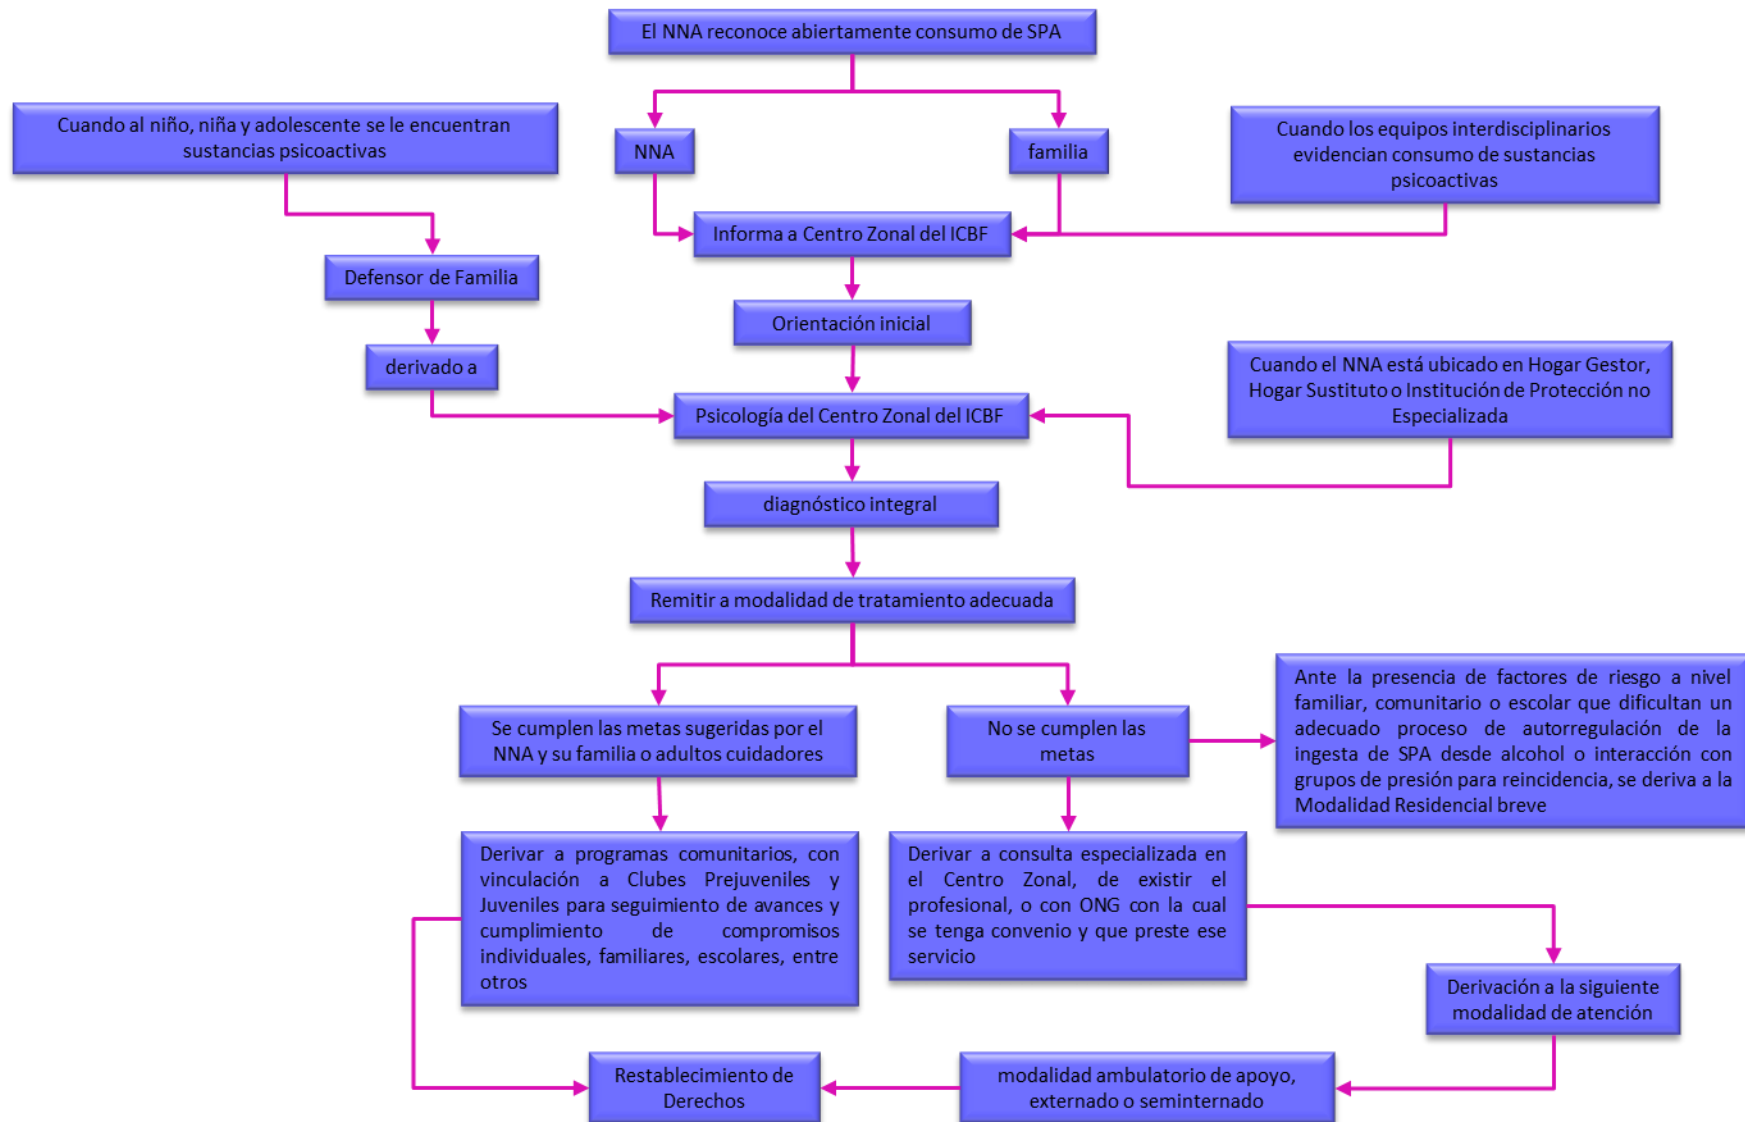 El NNA reconoce abiertamente consumo de SPA
Cuando al niño, niña y adolescente se le encuentran
sustancias psicoactivas
NNA
familia
Cuando los equipos interdisciplinarios
evidencian consumo de sustancias
psicoactivas
Informa a Centro Zonal del ICBF
Defensor de Familia
Orientación inicial
derivado a
Cuando el NNA está ubicado en Hogar Gestor,
Hogar Sustituto o Institución de Protección no
Especializada
Psicología del Centro Zonal del ICBF
diagnóstico integral
Remitir a modalidad de tratamiento adecuada
Se cumplen las metas sugeridas por el
NNA y su familia o adultos cuidadores
No se cumplen las
metas
Ante la presencia de factores de riesgo a nivel
familiar, comunitario o escolar que dificultan un
adecuado proceso de autorregulación de la
ingesta de SPA desde alcohol o interacción con
grupos de presión para reincidencia, se deriva a la
Modalidad Residencial breve
Derivar a programas comunitarios, con
vinculación a Clubes Prejuveniles y
Juveniles para seguimiento de avances y
cumplimiento de compromisos
individuales, familiares, escolares, entre
otros
Derivar a consulta especializada en
el Centro Zonal, de existir el
profesional, o con ONG con la cual
se tenga convenio y que preste ese
servicio
Derivación a la siguiente
modalidad de atención
Restablecimiento de
Derechos
modalidad ambulatorio de apoyo,
externado o seminternado